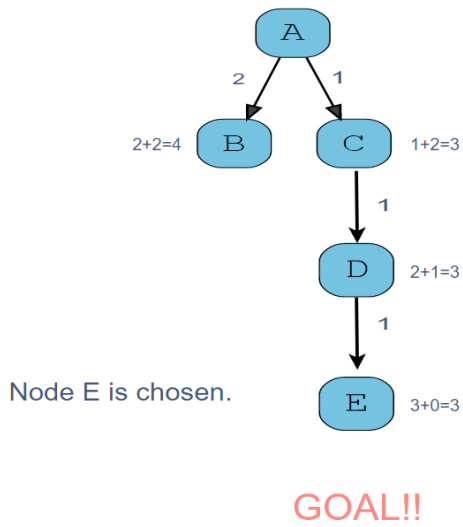 A
2
1
2+2=4
B
C
1+2=3
1
D
2+1=3
1
Node E is chosen.
E
3+0=3
GOAL!!